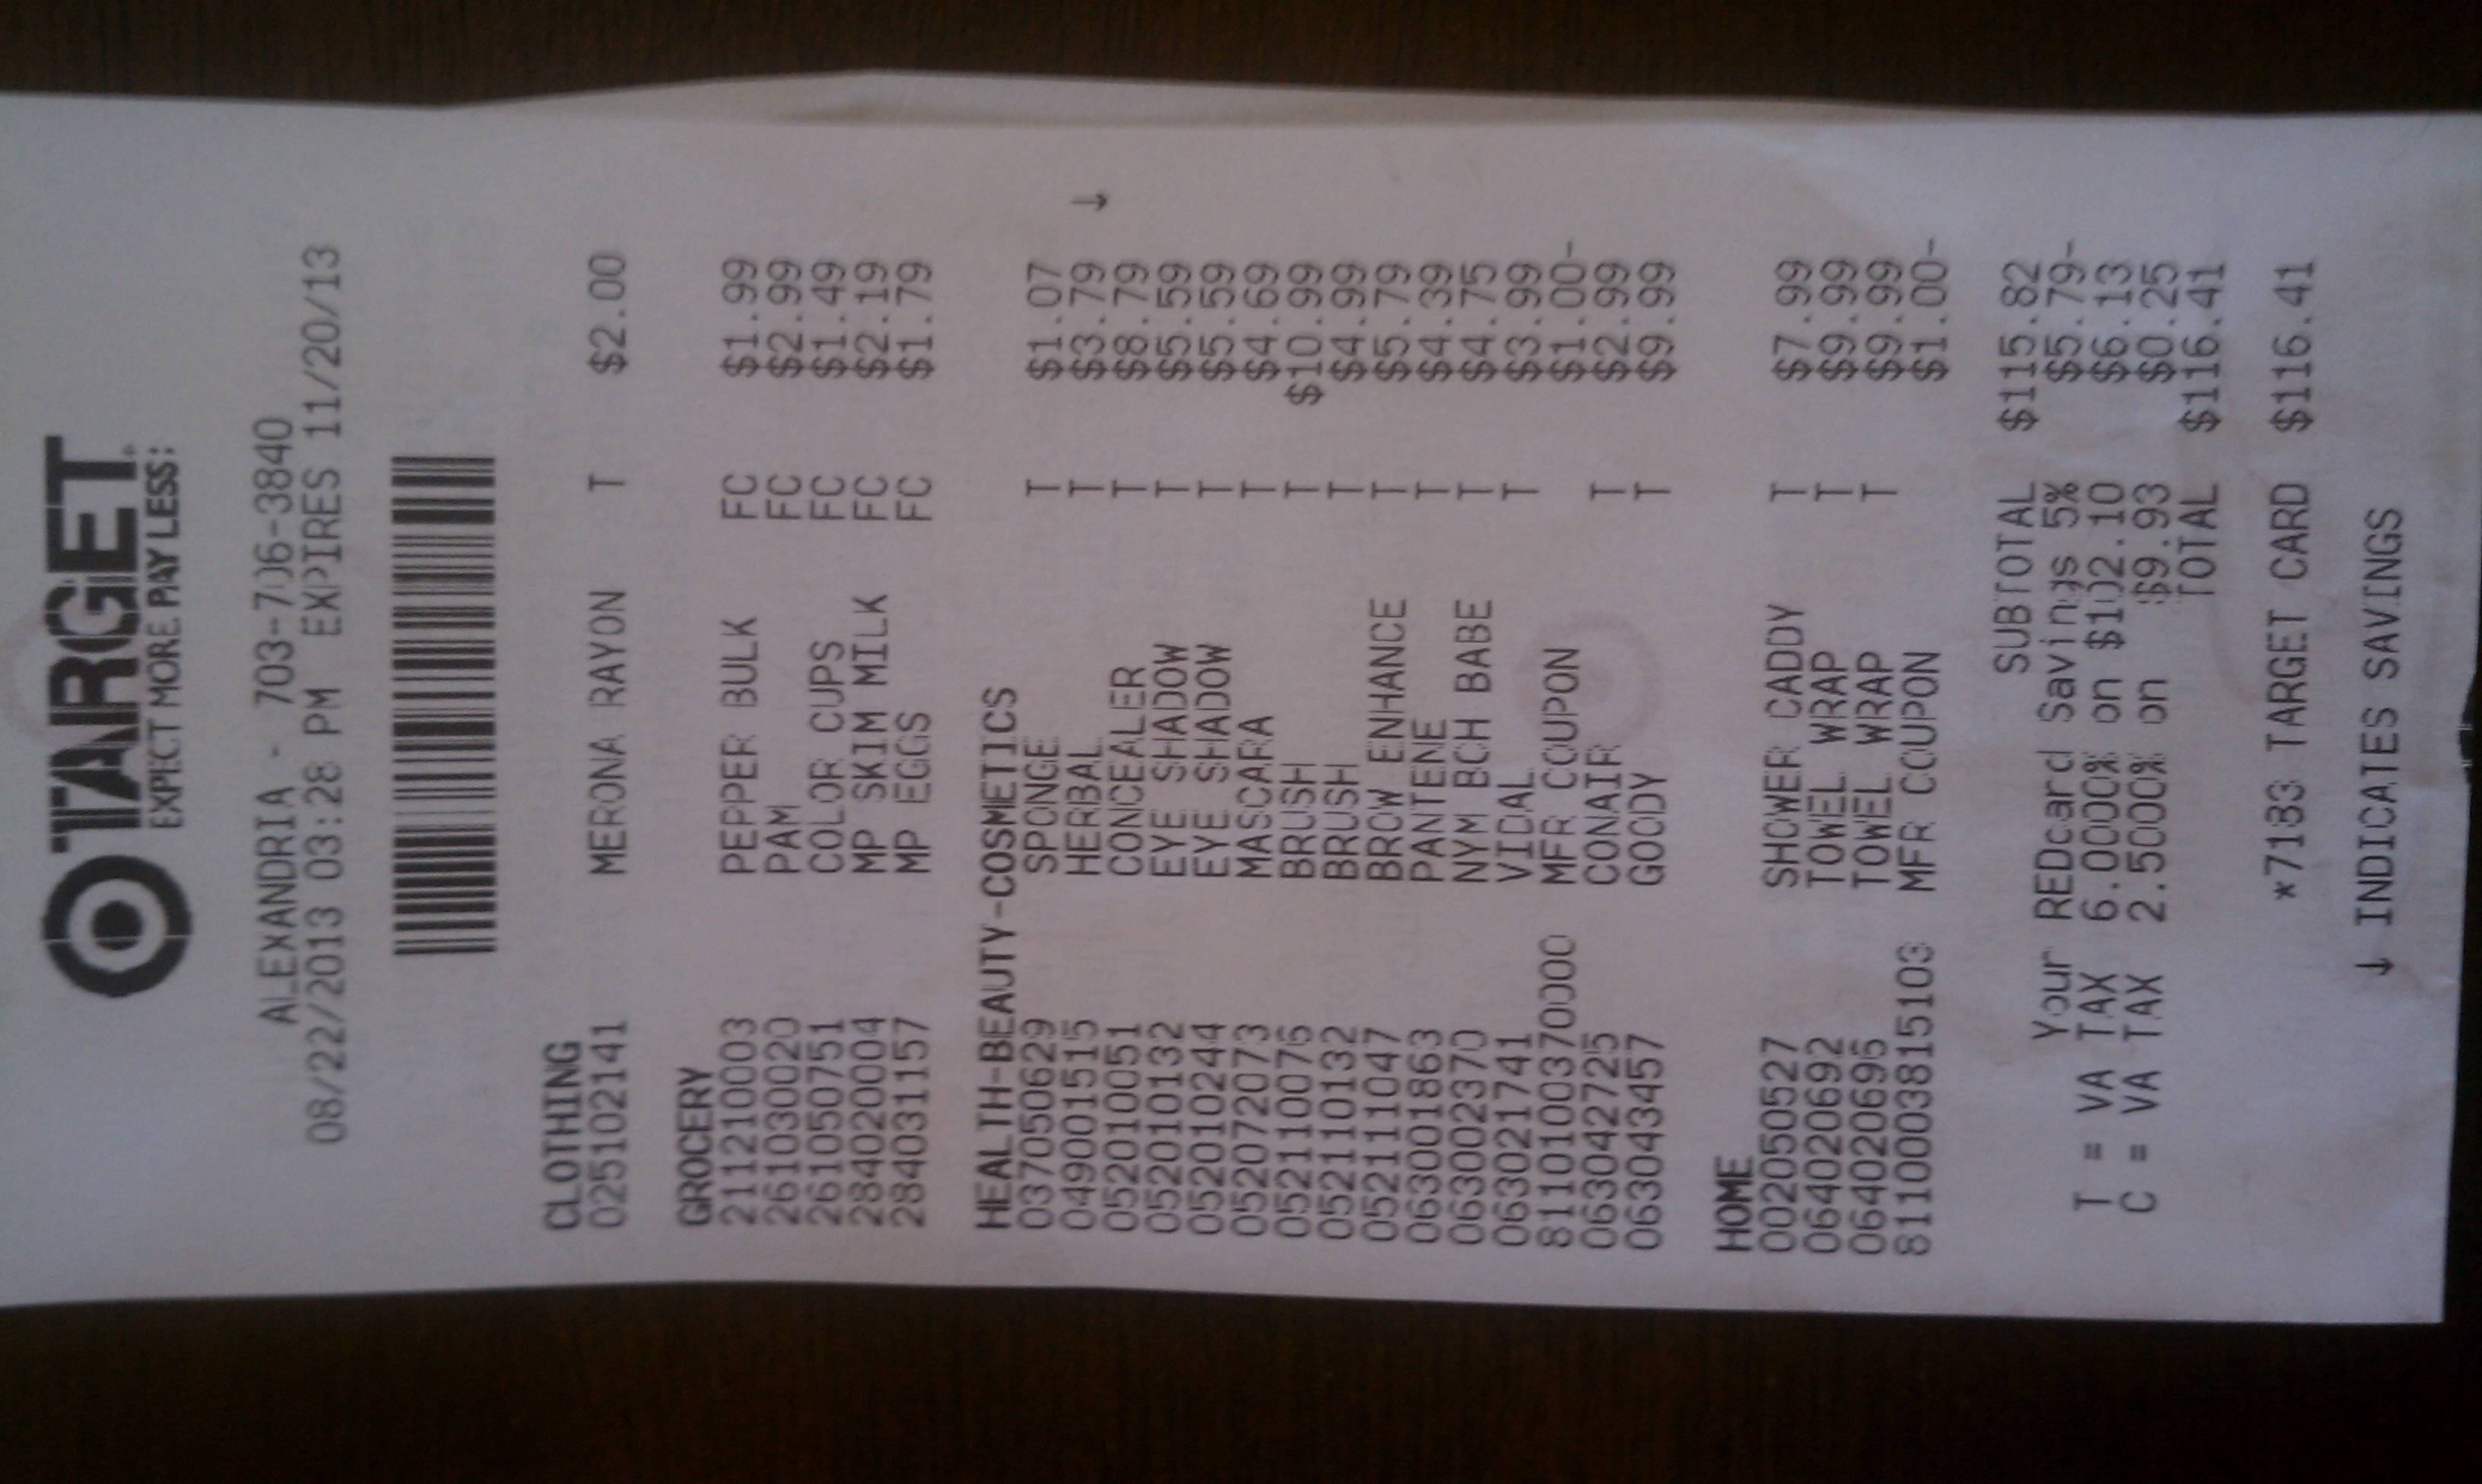 TARGET
EXPECT MORE. PAY LESS.
ALEXANDRIA - 703-706-3840
08/22/2013 03:28 PM EXPIRES 11/20/13
CLOTHING
025102141 MERONA RAYON T $2.00
GROCERY
211210003 PEPPER BULK FC $1.99
261030020 PAM FC $2.99
261050751 COLOR CUPS FC $1.49
284020004 MP SKIM MILK FC $2.19
284031157 MP EGGS FC $1.79
HEALTH-BEAUTY-COSMETICS
037050629 SPONGE T $1.07
049001515 HERBAL T $3.79 ↓
052010051 CONCEALER T $8.79
052010132 EYE SHADOW T $5.59
052010244 EYE SHADOW T $5.59
052072073 MASCARA T $4.69
052110075 BRUSH T $10.99
052110132 BRUSH T $4.99
052111047 BROW ENHANCE T $5.79
063001863 PANTENE T $4.39
063002370 NYM BCH BABE T $4.75
063021741 VIDAL T $3.99
8110100370000 MFR COUPON $1.00-
063042725 CONAIR T $2.99
063043457 GOODY T $9.99
HOME
002050527 SHOWER CADDY T $7.99
064020692 TOWEL WRAP T $9.99
064020695 TOWEL WRAP T $9.99
8110003815103 MFR COUPON $1.00-
SUBTOTAL $115.82
Your REDcard Savings 5% $5.79-
T = VA TAX 6.0000% on $102.10 $6.13
C = VA TAX 2.5000% on $9.93 $0.25
TOTAL $116.41
*7183 TARGET CARD $116.41
↓ INDICATES SAVINGS